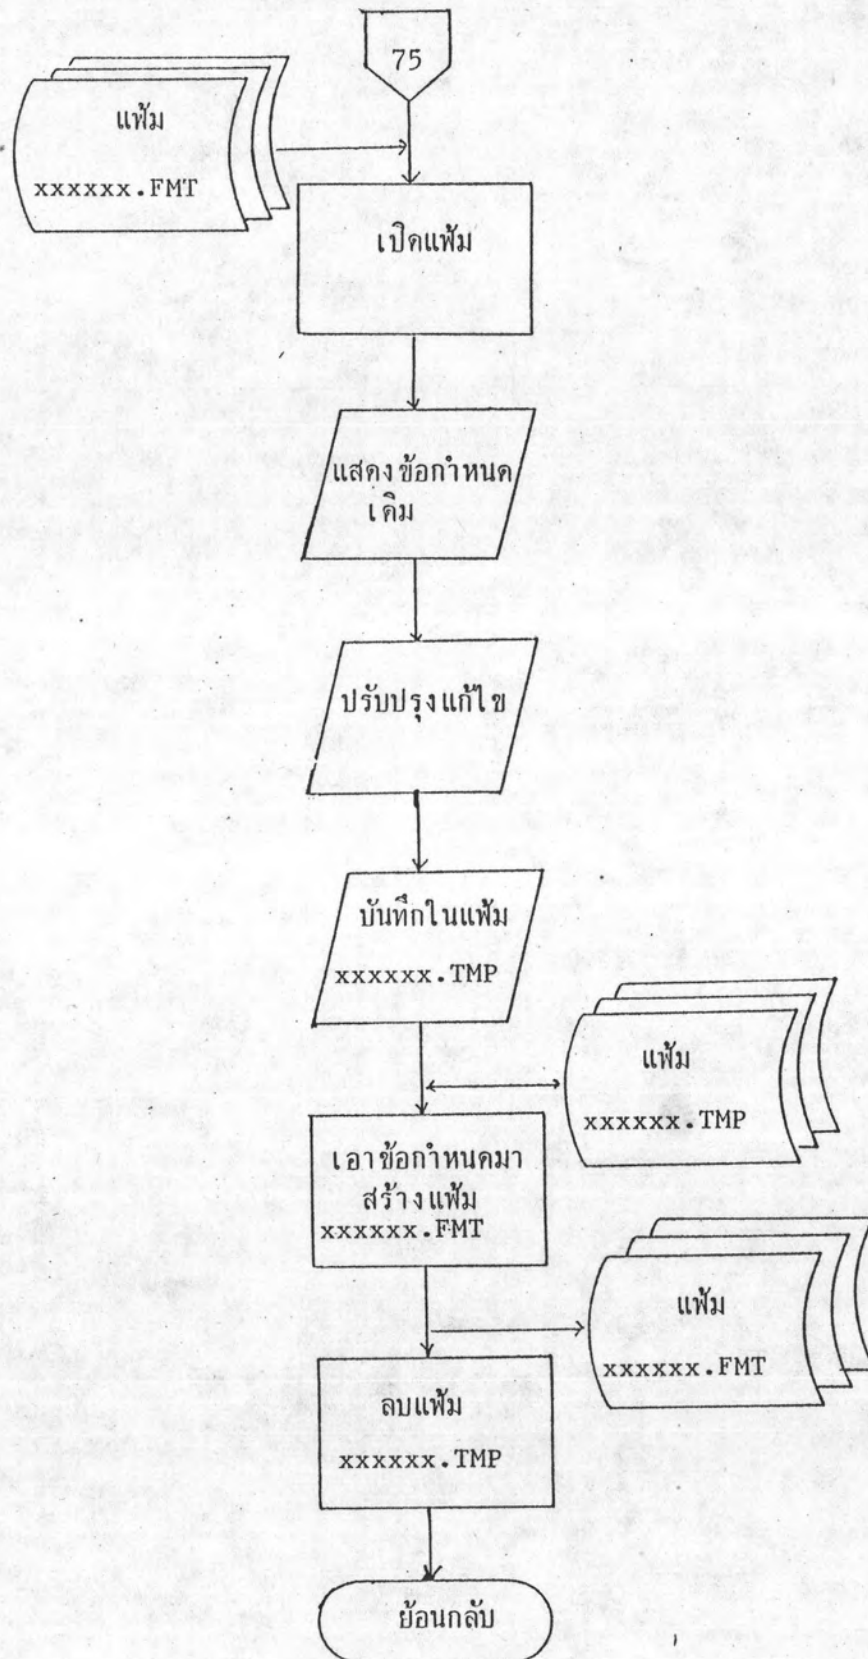 75
แฟ้ม
xxxxxx.FMT
เปิดแฟ้ม
แสดงข้อกำหนด
เดิม
ปรับปรุงแก้ไข
บันทึกในแฟ้ม
xxxxxx.TMP
แฟ้ม
xxxxxx.TMP
เอาข้อกำหนดมา
สร้างแฟ้ม
xxxxxx.FMT
แฟ้ม
xxxxxx.FMT
ลบแฟ้ม
xxxxxx.TMP
ย้อนกลับ